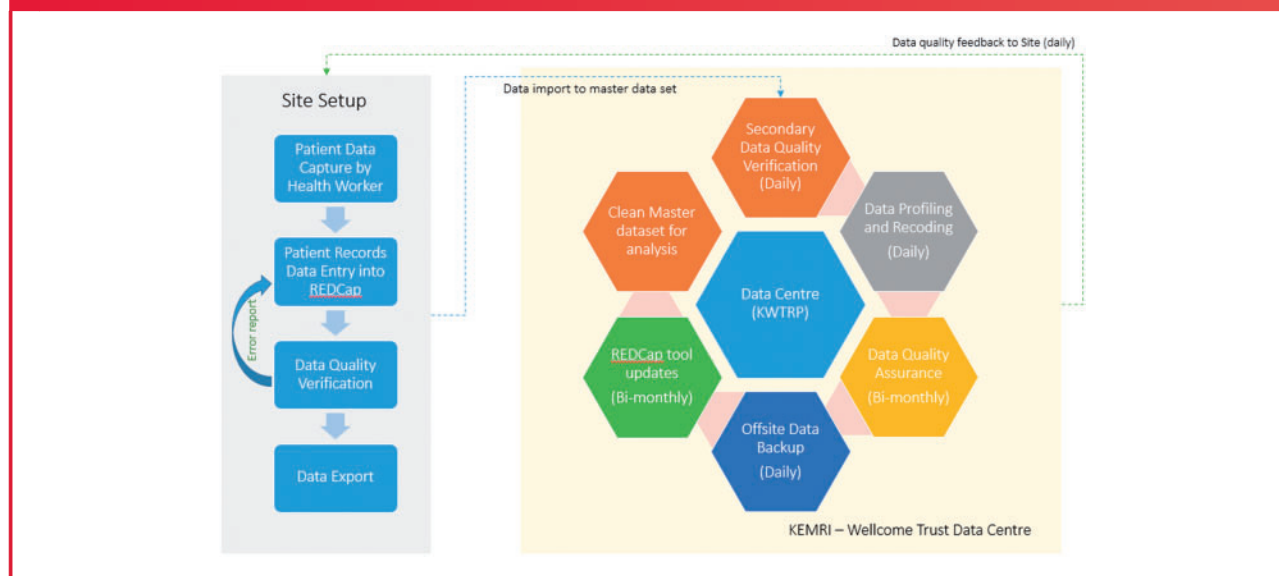 Data quality feedback to Site (daily)
Data import to master data set
Site Setup
Patient Data
Capture by
Health Worker
Patient Records
Data Entry into
REDCap
Error report
Data Quality
Verification
Data Export
Secondary
Data Quality
Verification
(Daily)
Clean Master
dataset for
analysis
Data Profiling
and Recoding
(Daily)
Data Centre
(KWTRP)
REDCap tool
updates
(Bi-monthly)
Data Quality
Assurance
(Bi-monthly)
Offsite Data
Backup
(Daily)
KEMRI – Wellcome Trust Data Centre